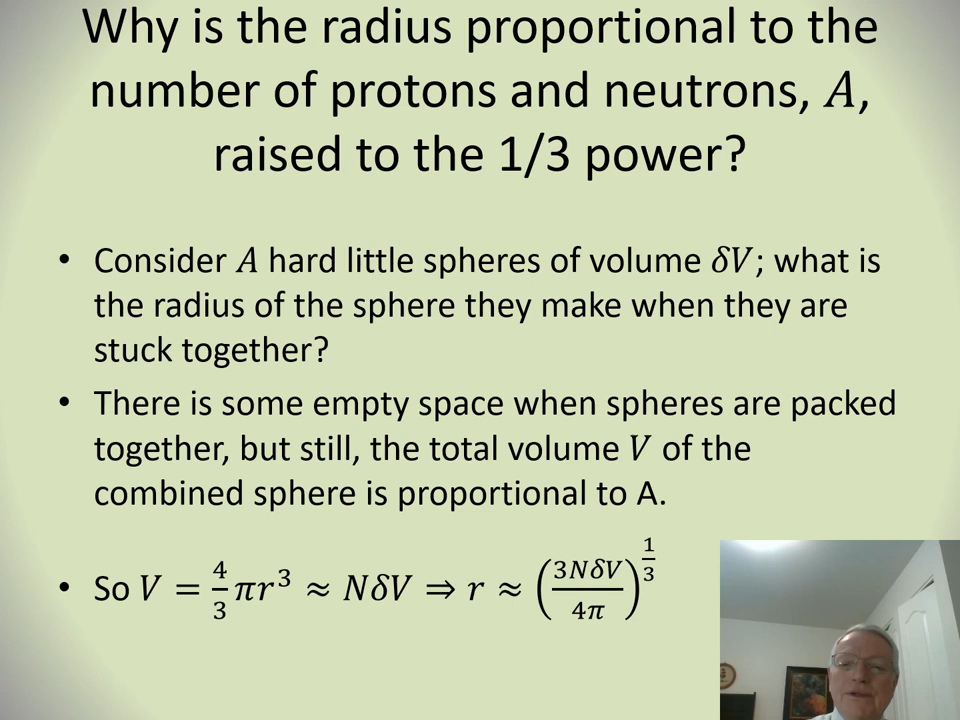 Why is the radius proportional to the
number of protons and neutrons, A,
raised to the 1/3 power?
• Consider A hard little spheres of volume δV; what is
the radius of the sphere they make when they are
stuck together?
• There is some empty space when spheres are packed
together, but still, the total volume V of the
combined sphere is proportional to A.
• So V = 4/3 πr³ ≈ NδV ⇒ r ≈ (3NδV/4π)^(1/3)